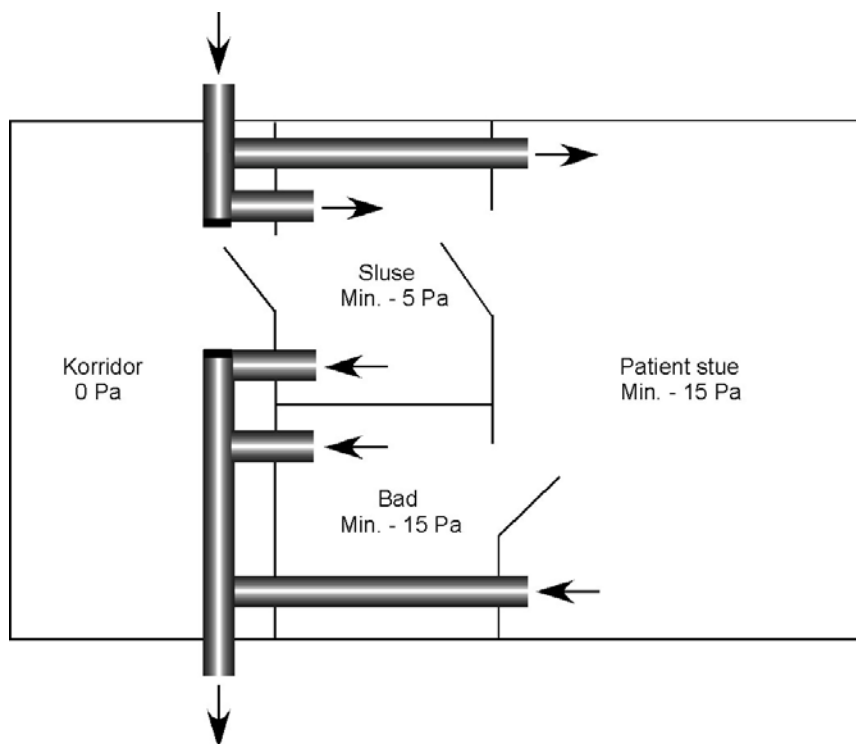 Sluse
Min. - 5 Pa
Korridor
0 Pa
Patient stue
Min. - 15 Pa
Bad
Min. - 15 Pa